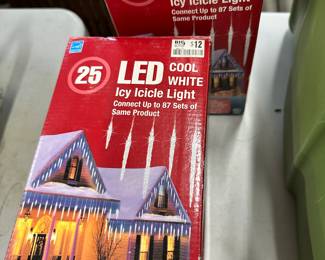 Icy Icicle Light
Connect Up to 87 Sets of
Same Product
BIG $12
25
LED COOL
WHITE
Icy Icicle Light
Connect Up to 87 Sets of
Same Product